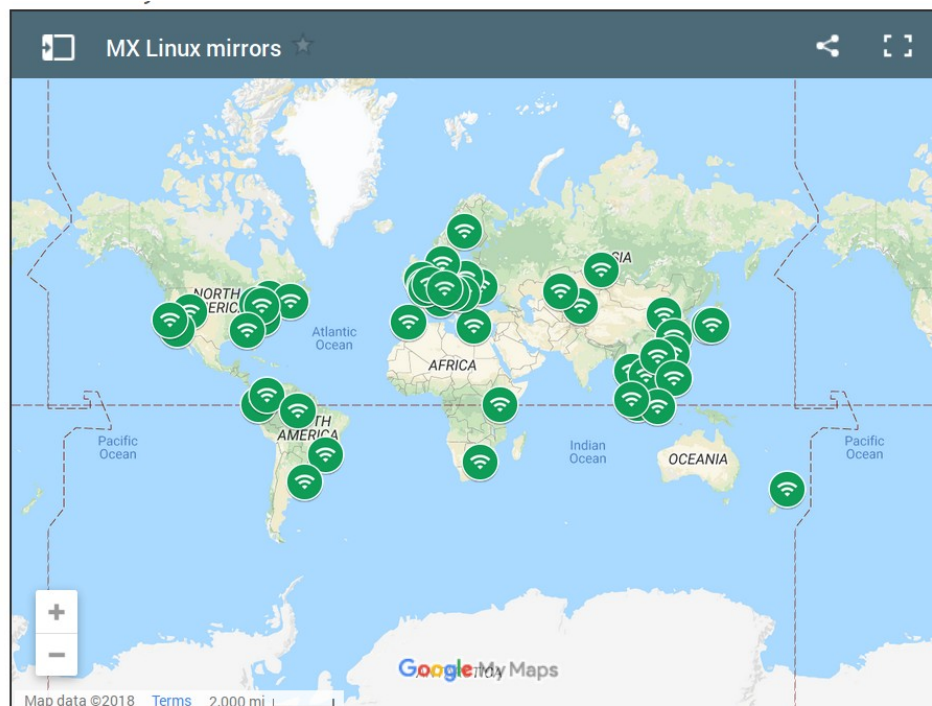 MX Linux mirrors
NORTH
Atlantic
Ocean
AFRICA
AMERICA
Pacific
Ocean
Indian
Ocean
OCEANIA
Pacific
Ocean
Google My Maps
Map data ©2018 Terms 2,000 mi